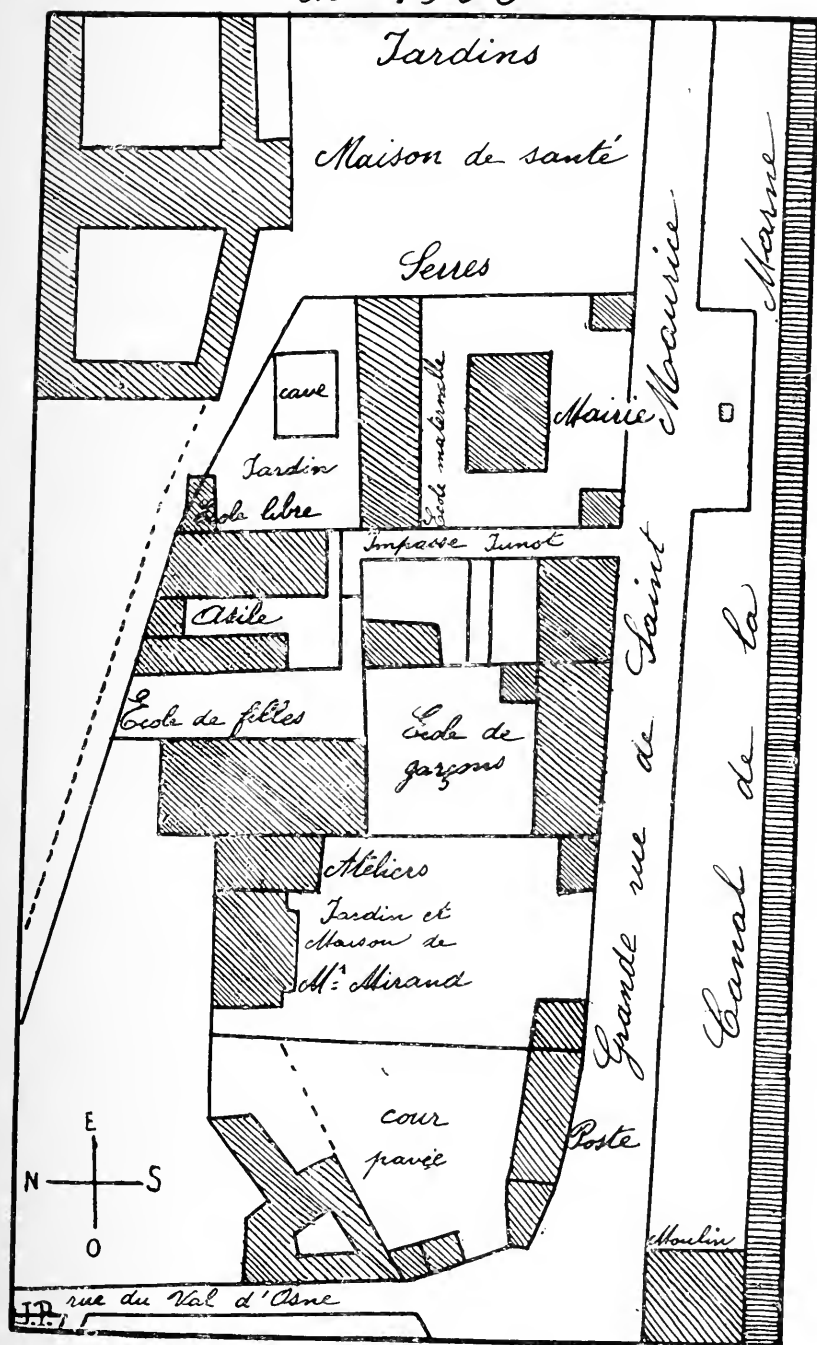 Jardins
Maison de santé
Serres
cave
École maternelle
Mairie
Jardin
École libre
Impasse Junot
Asile
École de filles
École de
garçons
Atéliers
Jardin et
Maison de
Mr Mirand
Grande rue de Saint Maurice
Canal de la Marne
cour
pavée
Poste
E
N S
O
Moulin
rue du Val d'Osne
J.P.